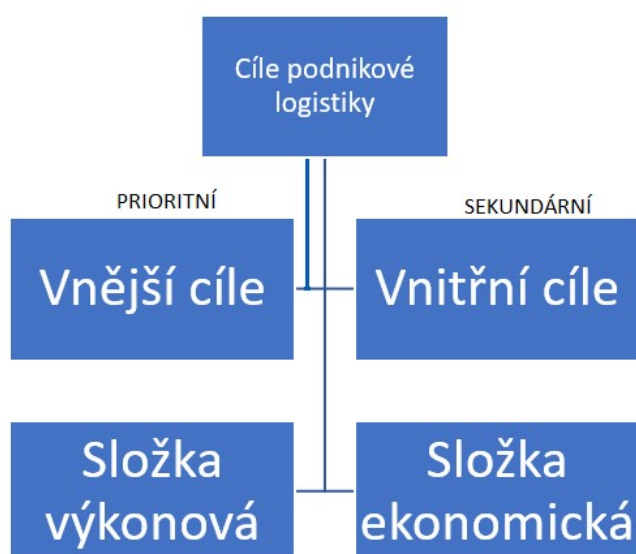 Cíle podnikové
logistiky
PRIORITNÍ
SEKUNDÁRNÍ
Vnější cíle
Vnitřní cíle
Složka
výkonová
Složka
ekonomická